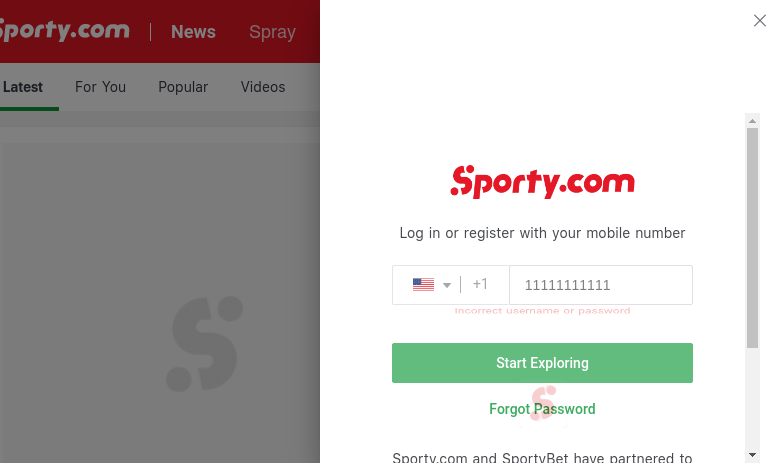 Sporty.com | News Spray
Latest For You Popular Videos
Sporty.com
Log in or register with your mobile number
+1 11111111111
Incorrect username or password
Start Exploring
Forgot Password
Sporty.com and SportyBet have partnered to